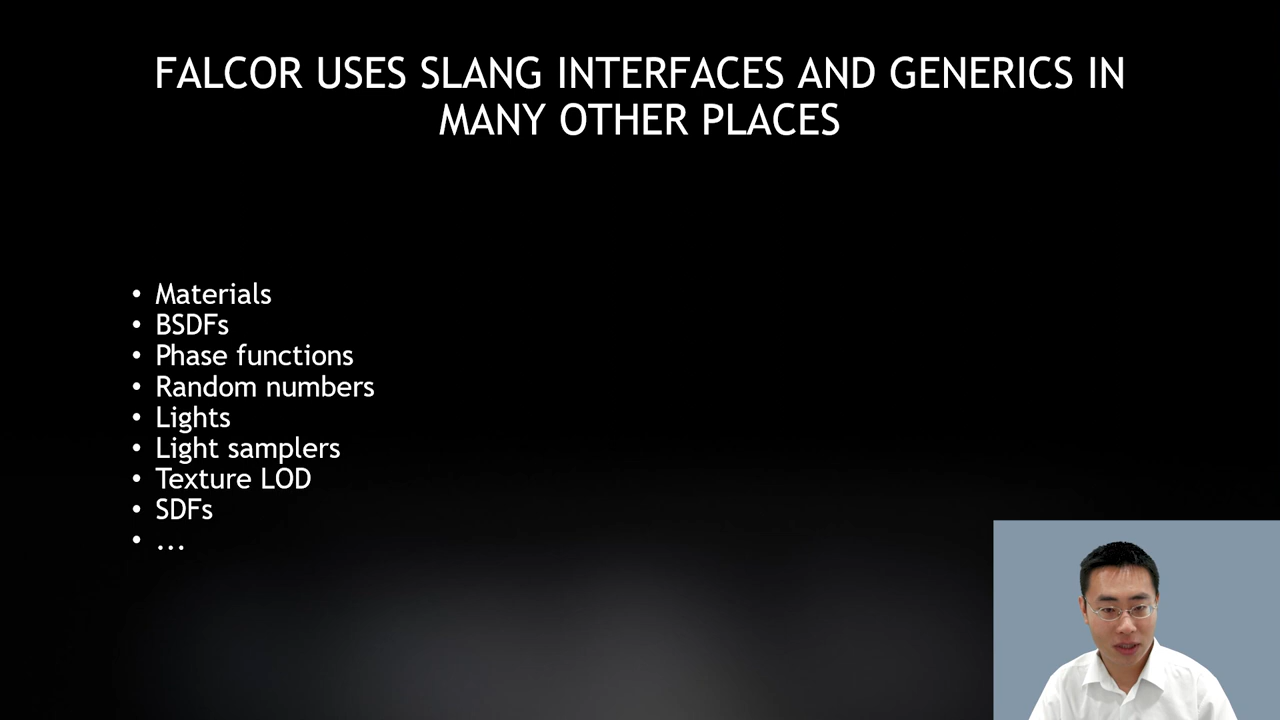 FALCOR USES SLANG INTERFACES AND GENERICS IN
MANY OTHER PLACES
• Materials
• BSDFs
• Phase functions
• Random numbers
• Lights
• Light samplers
• Texture LOD
• SDFs
• ...